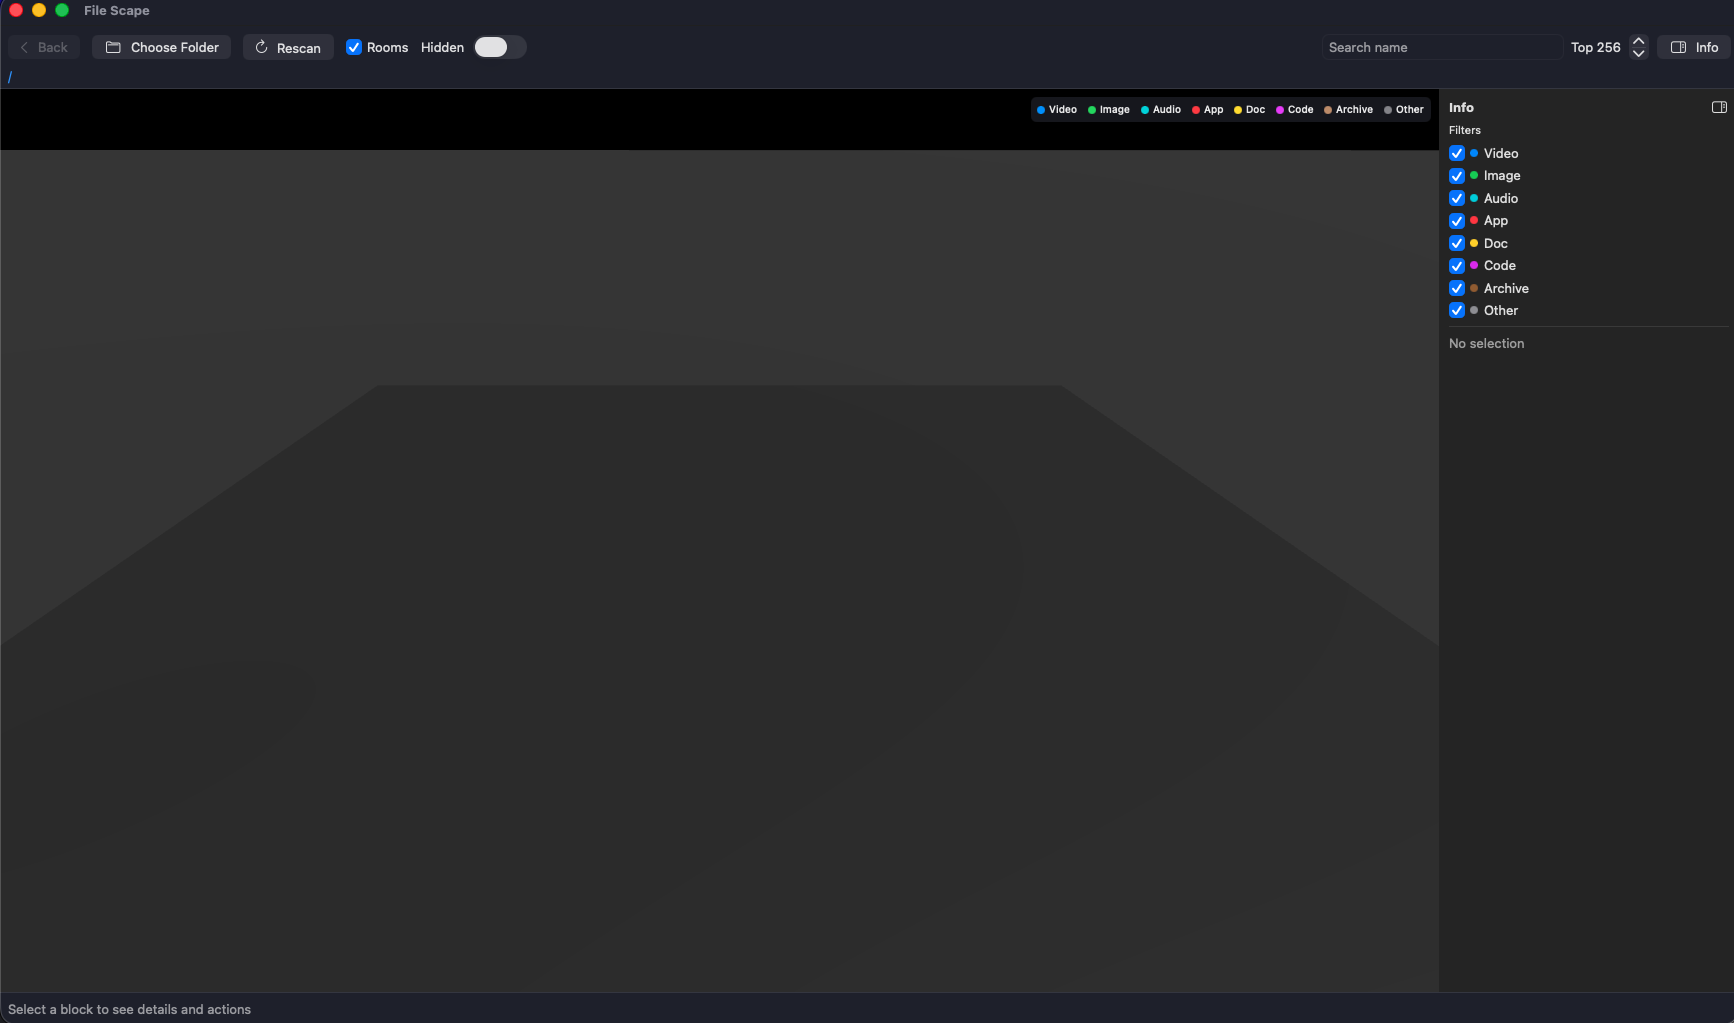 File Scape
Back Choose Folder Rescan Rooms Hidden Search name Top 256 Info
/
Video Image Audio App Doc Code Archive Other
Info
Filters
Video
Image
Audio
App
Doc
Code
Archive
Other
No selection
Select a block to see details and actions